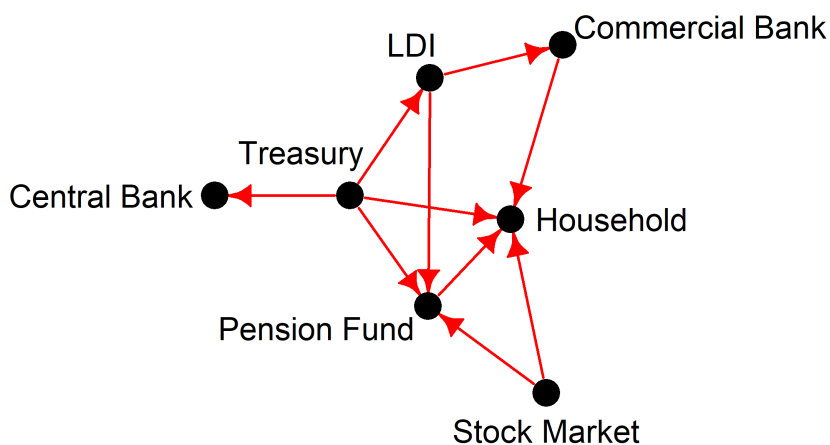 Commercial Bank
LDI
Treasury
Central Bank
Household
Pension Fund
Stock Market